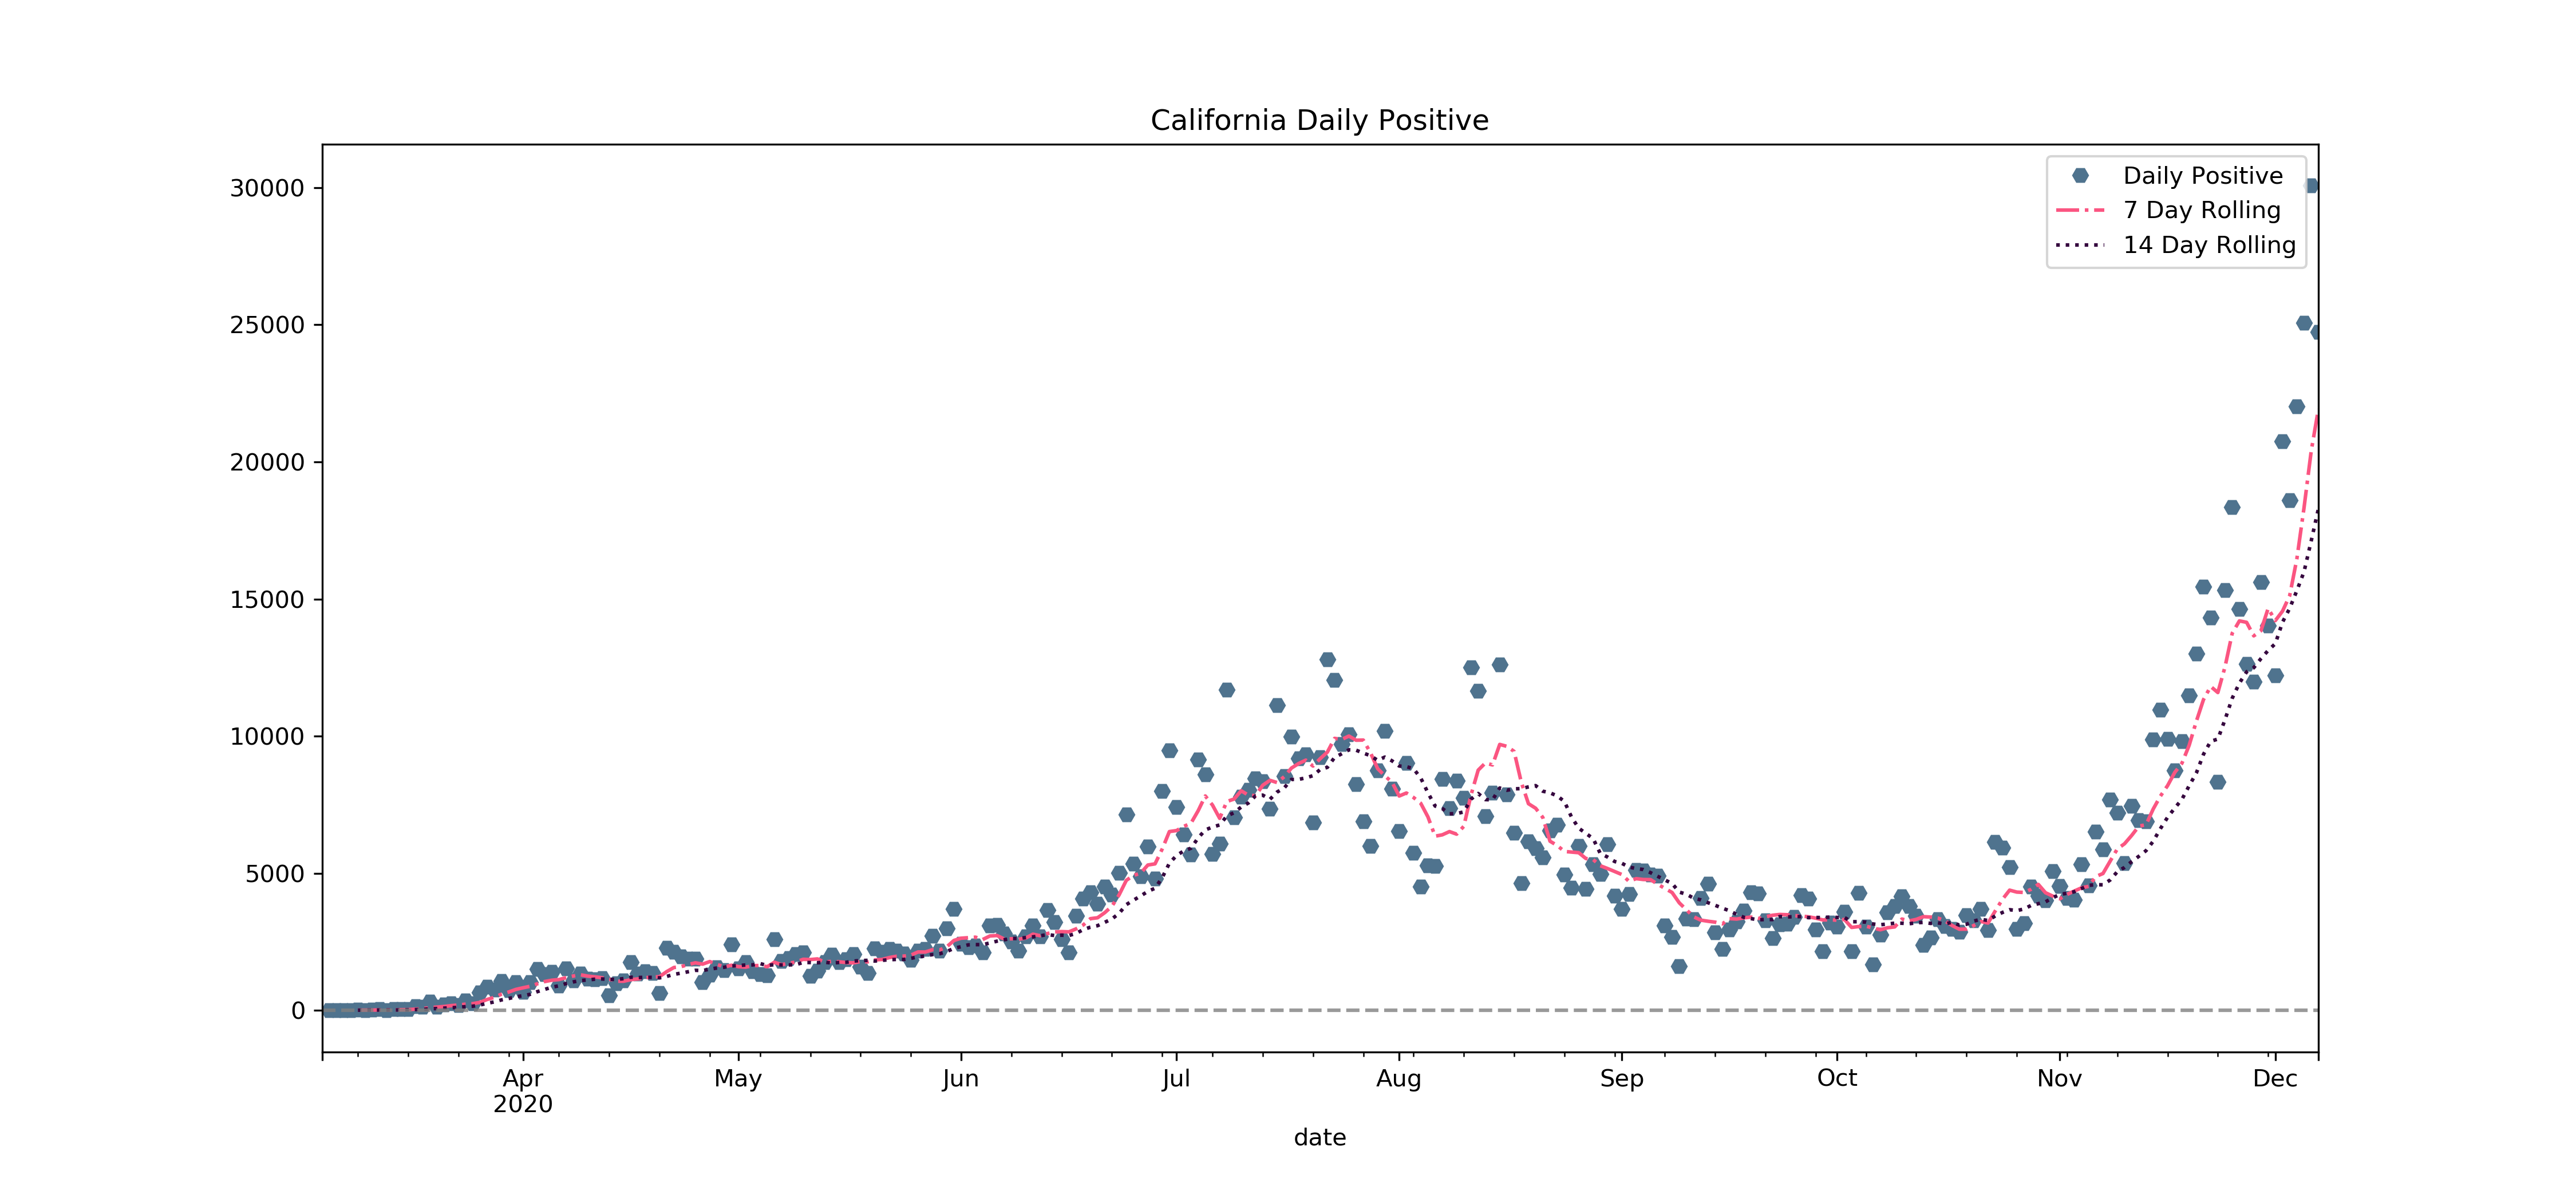 California Daily Positive
Daily Positive
7 Day Rolling
14 Day Rolling
30000
25000
20000
15000
10000
5000
0
Apr
2020
May
Jun
Jul
Aug
Sep
Oct
Nov
Dec
date